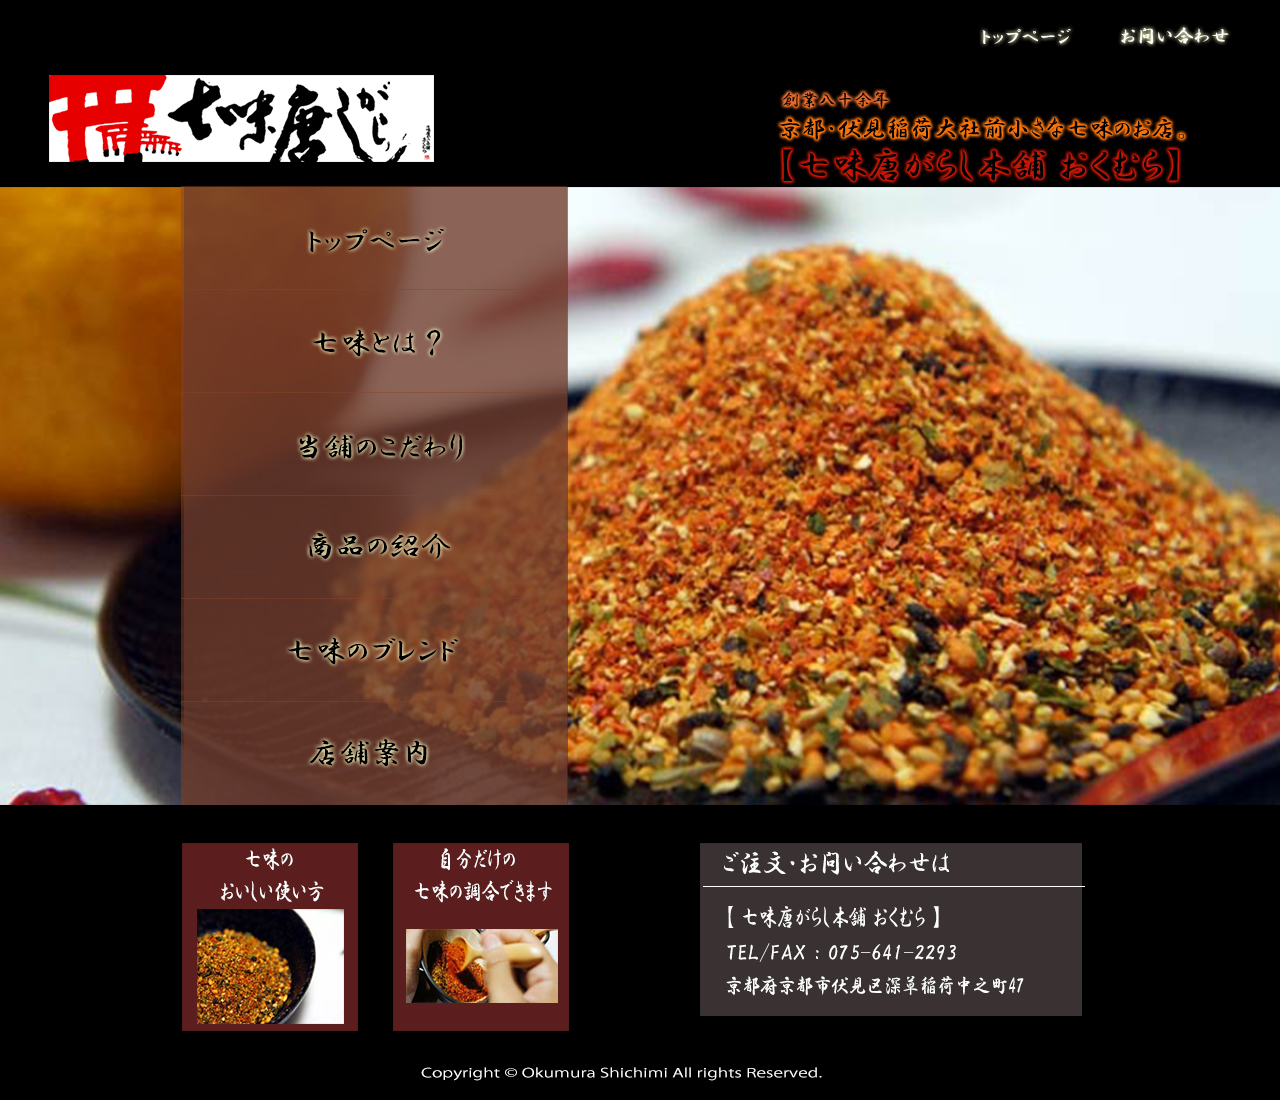 トップページ お問い合わせ
七味唐がらし
創業八十余年
京都・伏見稲荷大社前小さな七味のお店。
【七味唐がらし本舗 おくむら】
トップページ
七味とは？
当舗のこだわり
商品の紹介
七味のブレンド
店舗案内
七味の
おいしい使い方
自分だけの
七味の調合できます
ご注文・お問い合わせは
【 七味唐がらし本舗 おくむら 】
TEL/FAX : 075-641-2293
京都府京都市伏見区深草稲荷中之町47
Copyright © Okumura Shichimi All rights Reserved.